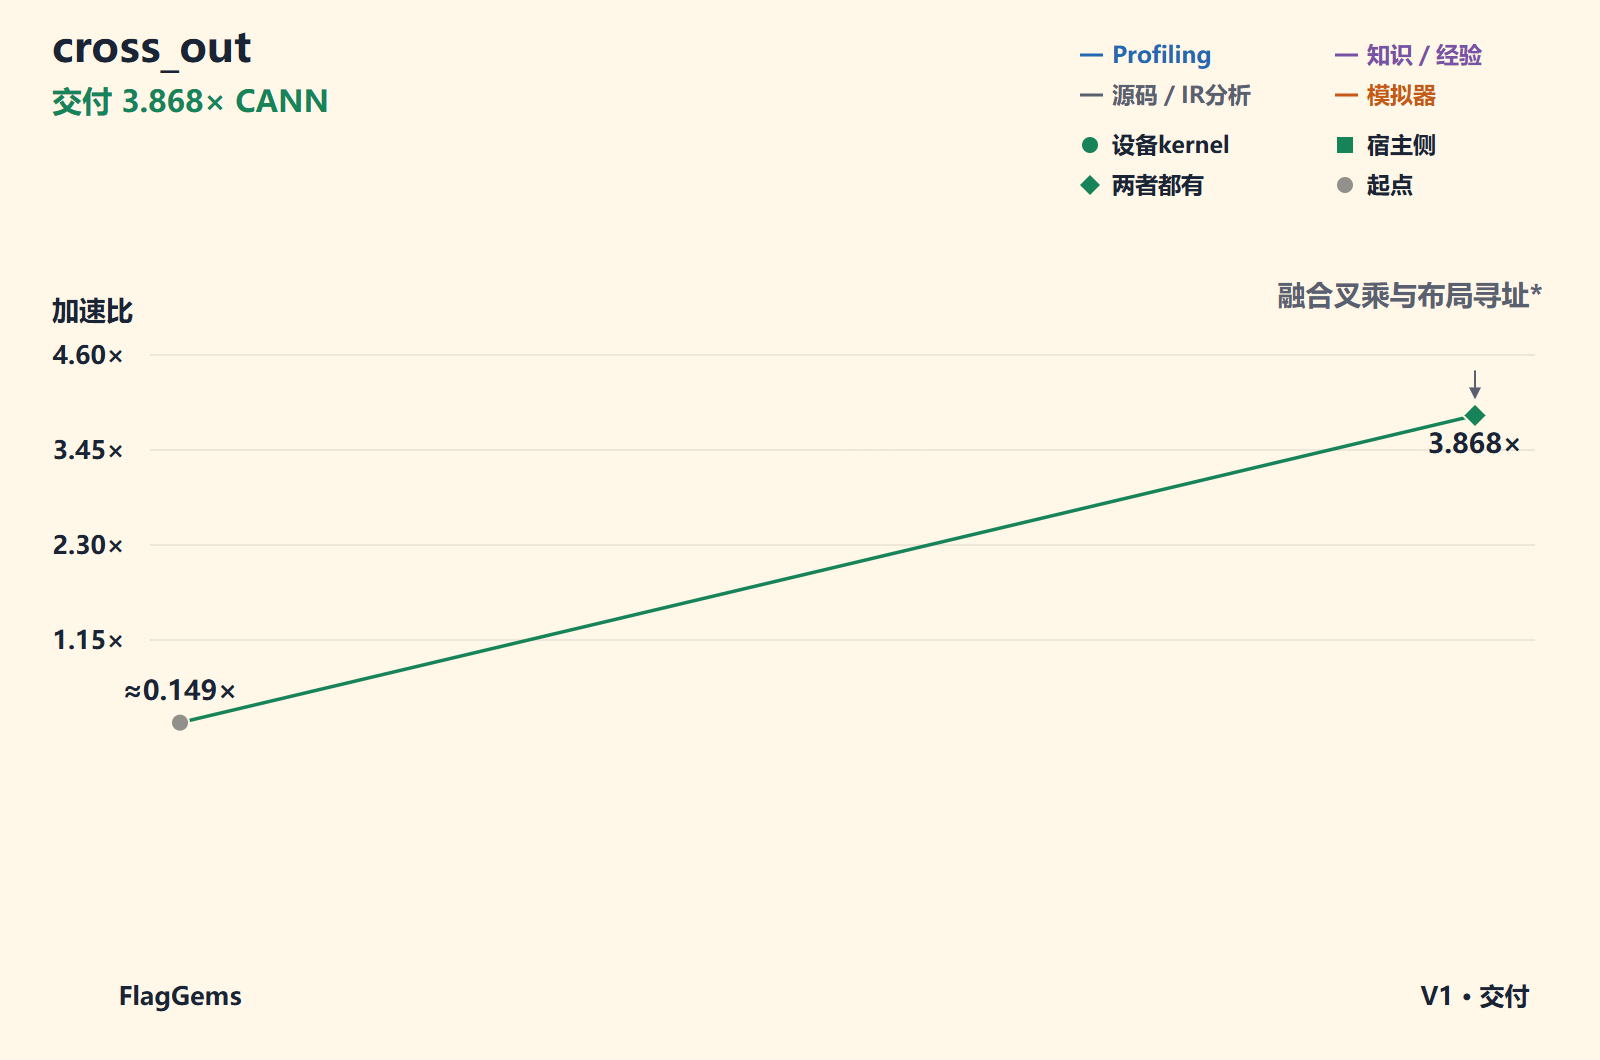 cross_out
交付 3.868× CANN
Profiling
知识 / 经验
源码 / IR分析
模拟器
设备kernel
宿主侧
两者都有
起点
融合叉乘与布局寻址*
加速比
4.60×
3.45×
3.868×
2.30×
1.15×
≈0.149×
FlagGems
V1 • 交付